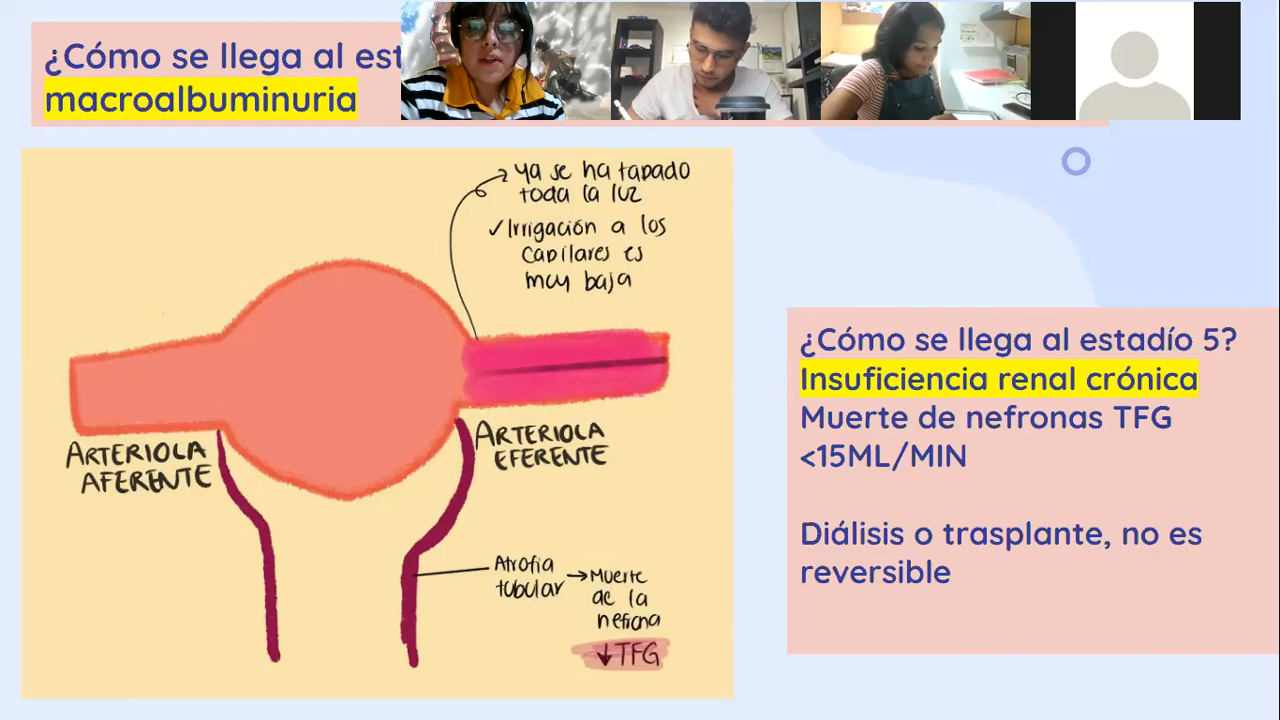 ¿Cómo se llega al est
macroalbuminuria
Ya se ha tapado
toda la luz
✓Irrigación a los
capilares es
muy baja
ARTERIOLA
AFERENTE
ARTERIOLA
EFERENTE
Atrofia
tubular → Muerte
de la
nefrona
↓TFG
¿Cómo se llega al estadío 5?
Insuficiencia renal crónica
Muerte de nefronas TFG
<15ML/MIN
Diálisis o trasplante, no es
reversible